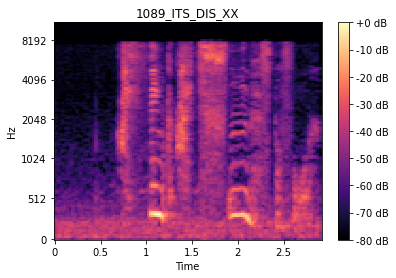 1089_ITS_DIS_XX
+0 dB
8192
-10 dB
4096
-20 dB
-30 dB
2048
Hz
-40 dB
1024
-50 dB
512
-60 dB
-70 dB
0
-80 dB
0 0.5 1 1.5 2 2.5
Time